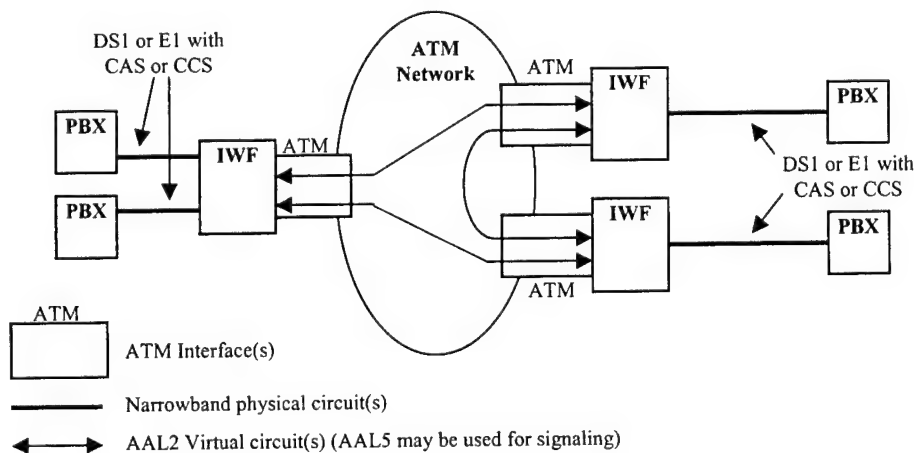 DS1 or E1 with
CAS or CCS
ATM
Network
ATM
IWF
PBX
PBX
IWF
ATM
PBX
DS1 or E1 with
CAS or CCS
PBX
IWF
PBX
ATM
ATM
ATM Interface(s)
Narrowband physical circuit(s)
AAL2 Virtual circuit(s) (AAL5 may be used for signaling)